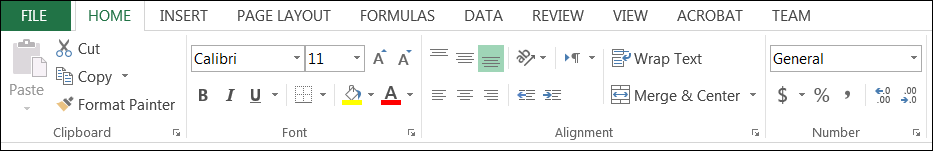 FILE HOME INSERT PAGE LAYOUT FORMULAS DATA REVIEW VIEW ACROBAT TEAM
Paste
Cut
Copy
Format Painter
Clipboard
Calibri 11 A A
B I U A
Font
Wrap Text
Merge & Center
Alignment
General
$ % , .0 .00 .00 .0
Number